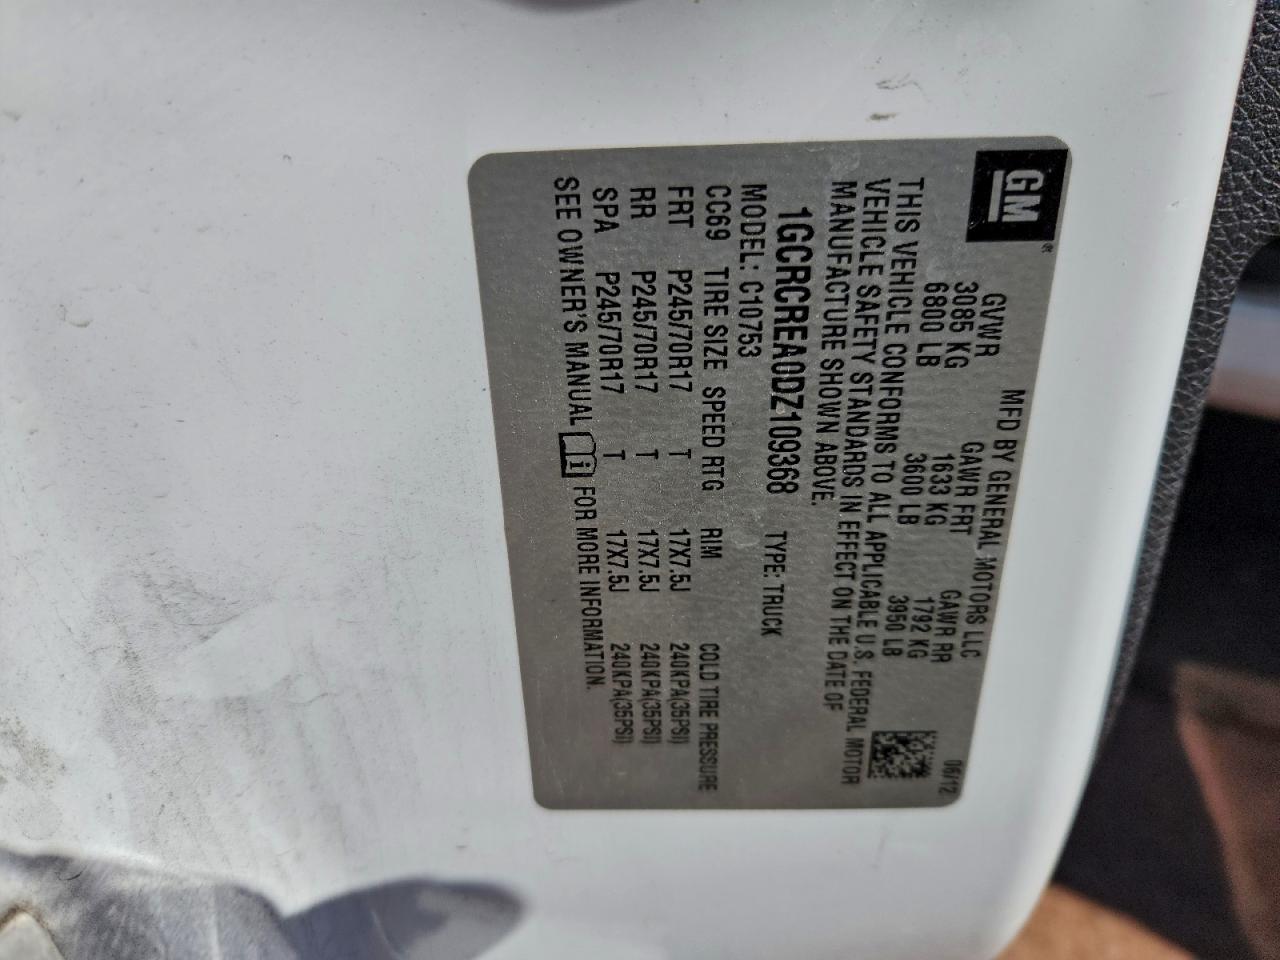 GM
MFD BY GENERAL MOTORS LLC 06/12
GVWR GAWR FRT GAWR RR
3085 KG 1633 KG 1792 KG
6800 LB 3600 LB 3950 LB
THIS VEHICLE CONFORMS TO ALL APPLICABLE U.S. FEDERAL MOTOR
VEHICLE SAFETY STANDARDS IN EFFECT ON THE DATE OF
MANUFACTURE SHOWN ABOVE.
1GCRCREA0DZ109368 TYPE: TRUCK
MODEL: C10753
CC69 TIRE SIZE SPEED RTG RIM COLD TIRE PRESSURE
FRT P245/70R17 T 17X7.5J 240KPA(35PSI)
RR P245/70R17 T 17X7.5J 240KPA(35PSI)
SPA P245/70R17 T 17X7.5J 240KPA(35PSI)
SEE OWNER'S MANUAL i FOR MORE INFORMATION.